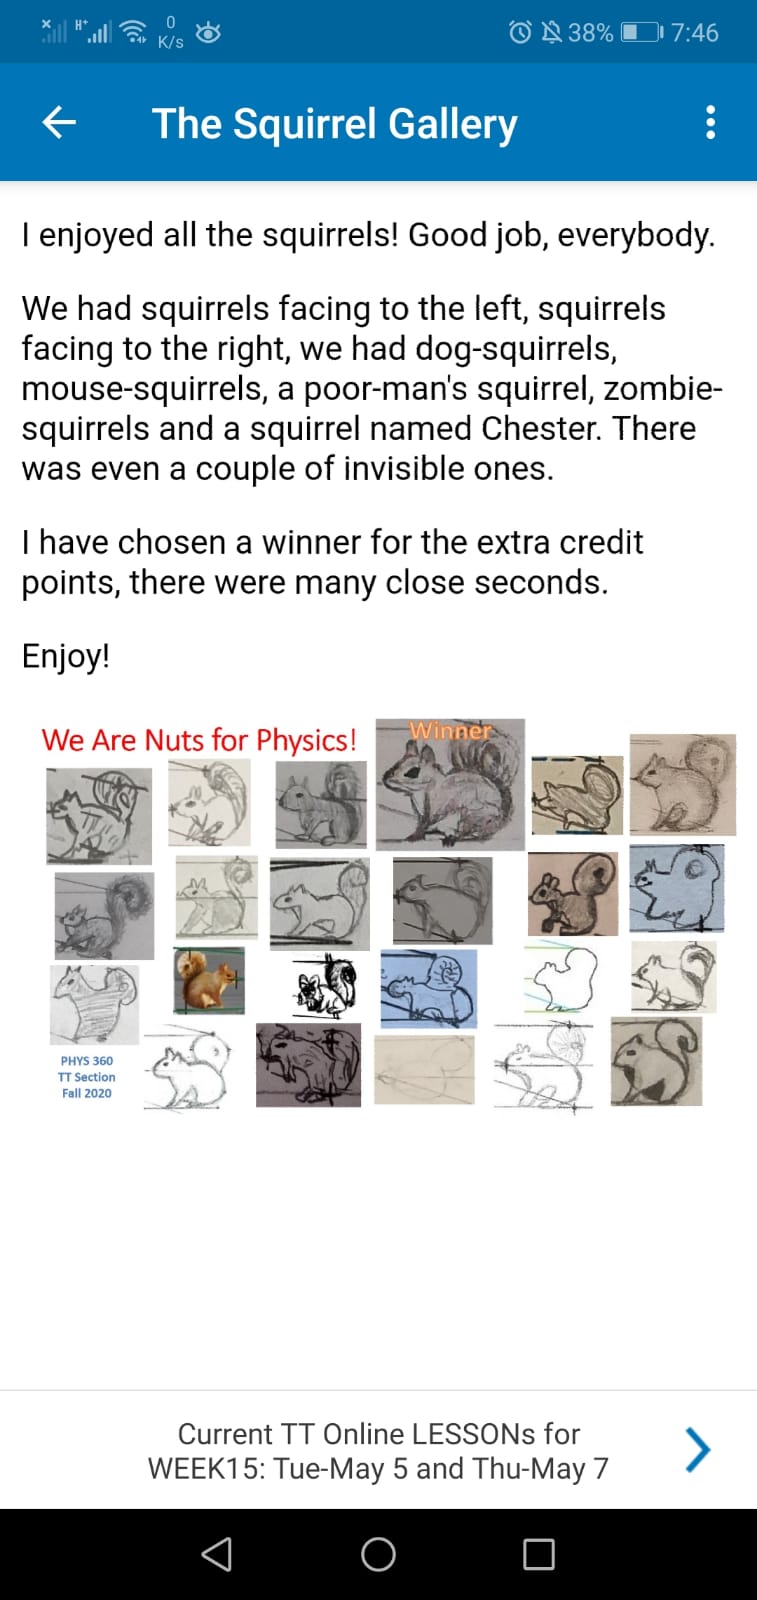 H+
0
K/s
38%
7:46
The Squirrel Gallery
I enjoyed all the squirrels! Good job, everybody.
We had squirrels facing to the left, squirrels
facing to the right, we had dog-squirrels,
mouse-squirrels, a poor-man's squirrel, zombie-
squirrels and a squirrel named Chester. There
was even a couple of invisible ones.
I have chosen a winner for the extra credit
points, there were many close seconds.
Enjoy!
We Are Nuts for Physics!
Winner
PHYS 360
TT Section
Fall 2020
Current TT Online LESSONs for
WEEK15: Tue-May 5 and Thu-May 7